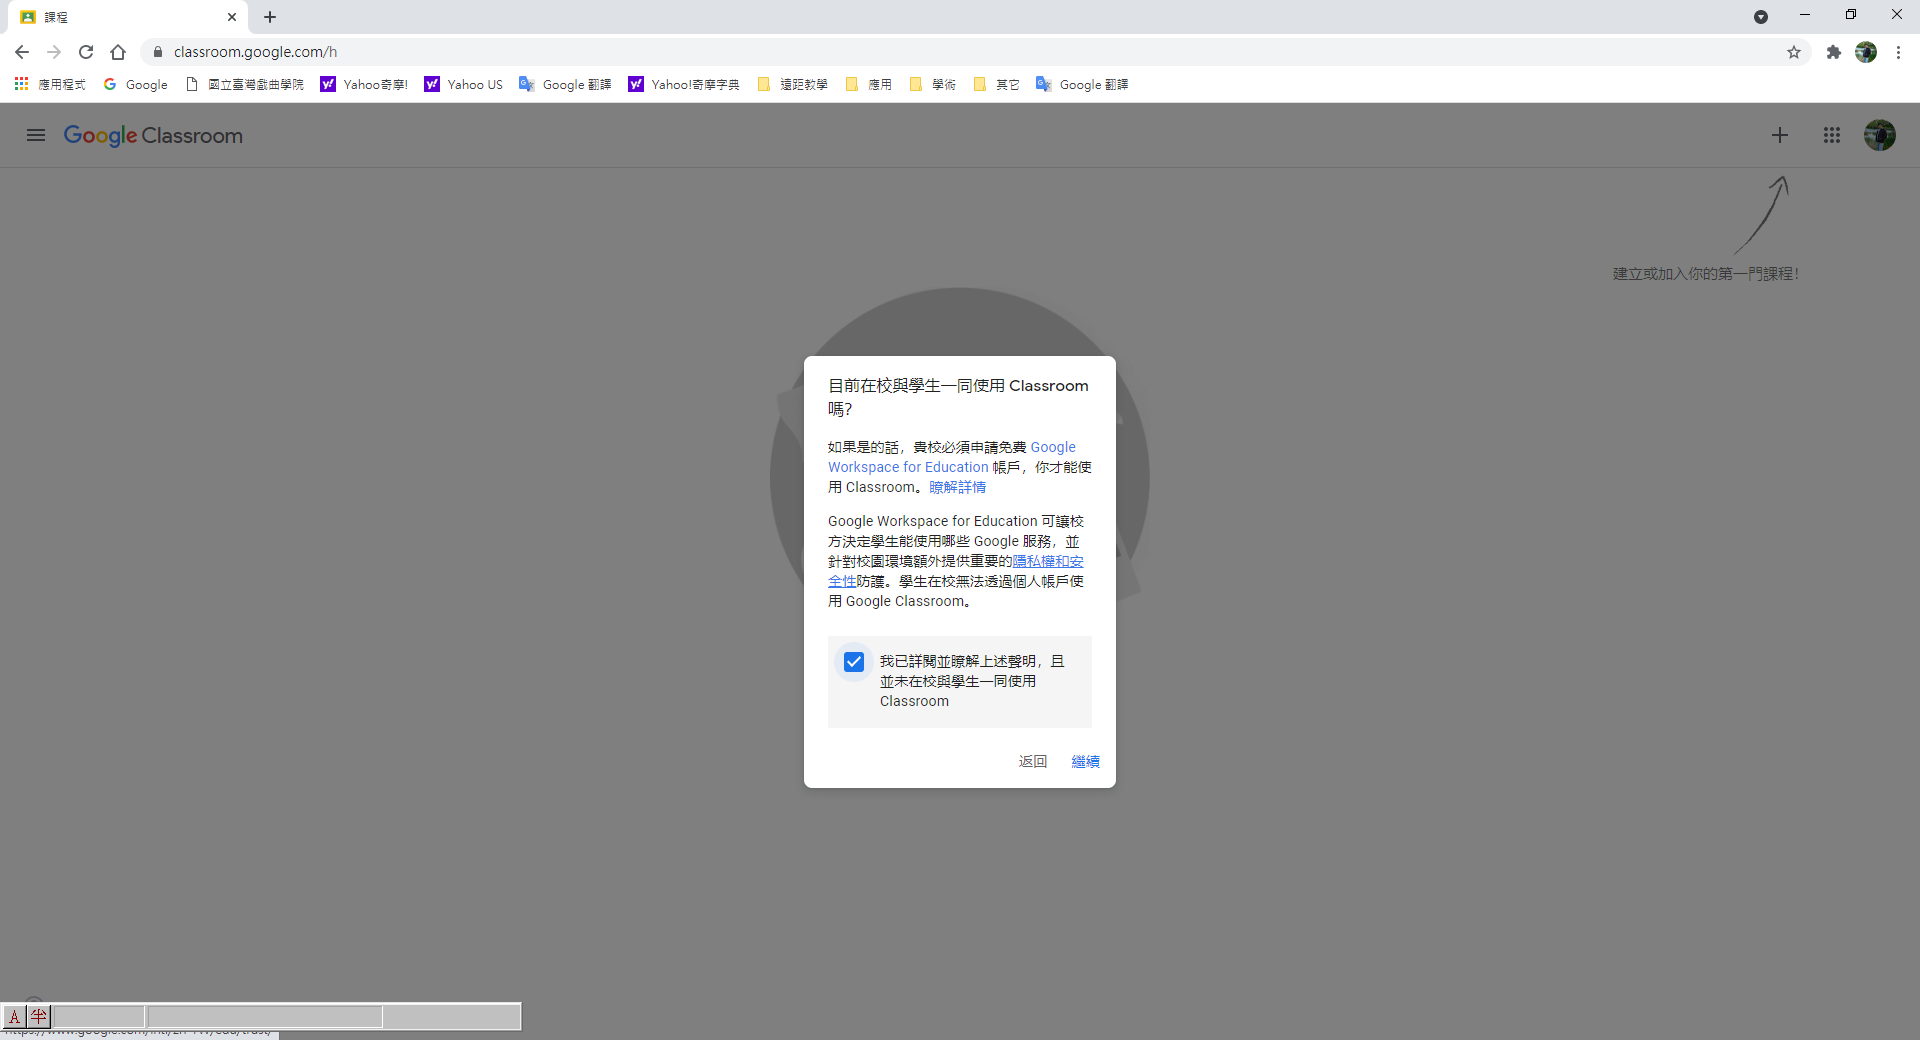 課程
classroom.google.com/h
應用程式
Google
國立臺灣戲曲學院
Yahoo奇摩!
Yahoo US
Google 翻譯
Yahoo!奇摩字典
遠距教學
應用
學術
其它
Google 翻譯
Google Classroom
建立或加入你的第一門課程!
目前在校與學生一同使用 Classroom
嗎?
如果是的話，貴校必須申請免費 Google
Workspace for Education 帳戶，你才能使
用 Classroom。瞭解詳情
Google Workspace for Education 可讓校
方決定學生能使用哪些 Google 服務，並
針對校園環境額外提供重要的隱私權和安
全性防護。學生在校無法透過個人帳戶使
用 Google Classroom。
我已詳閱並瞭解上述聲明，且
並未在校與學生一同使用
Classroom
返回 繼續
A 半